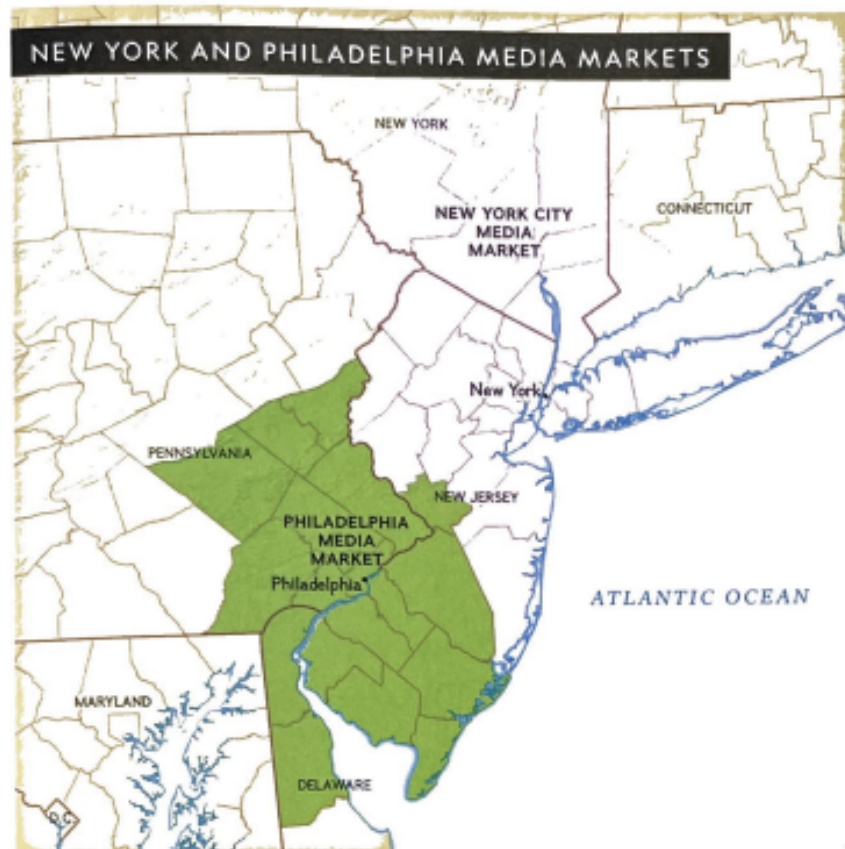 NEW YORK AND PHILADELPHIA MEDIA MARKETS
NEW YORK
NEW YORK CITY
MEDIA
MARKET
CONNECTICUT
New York
PENNSYLVANIA
NEW JERSEY
PHILADELPHIA
MEDIA
MARKET
Philadelphia
ATLANTIC OCEAN
MARYLAND
DELAWARE
D.C.